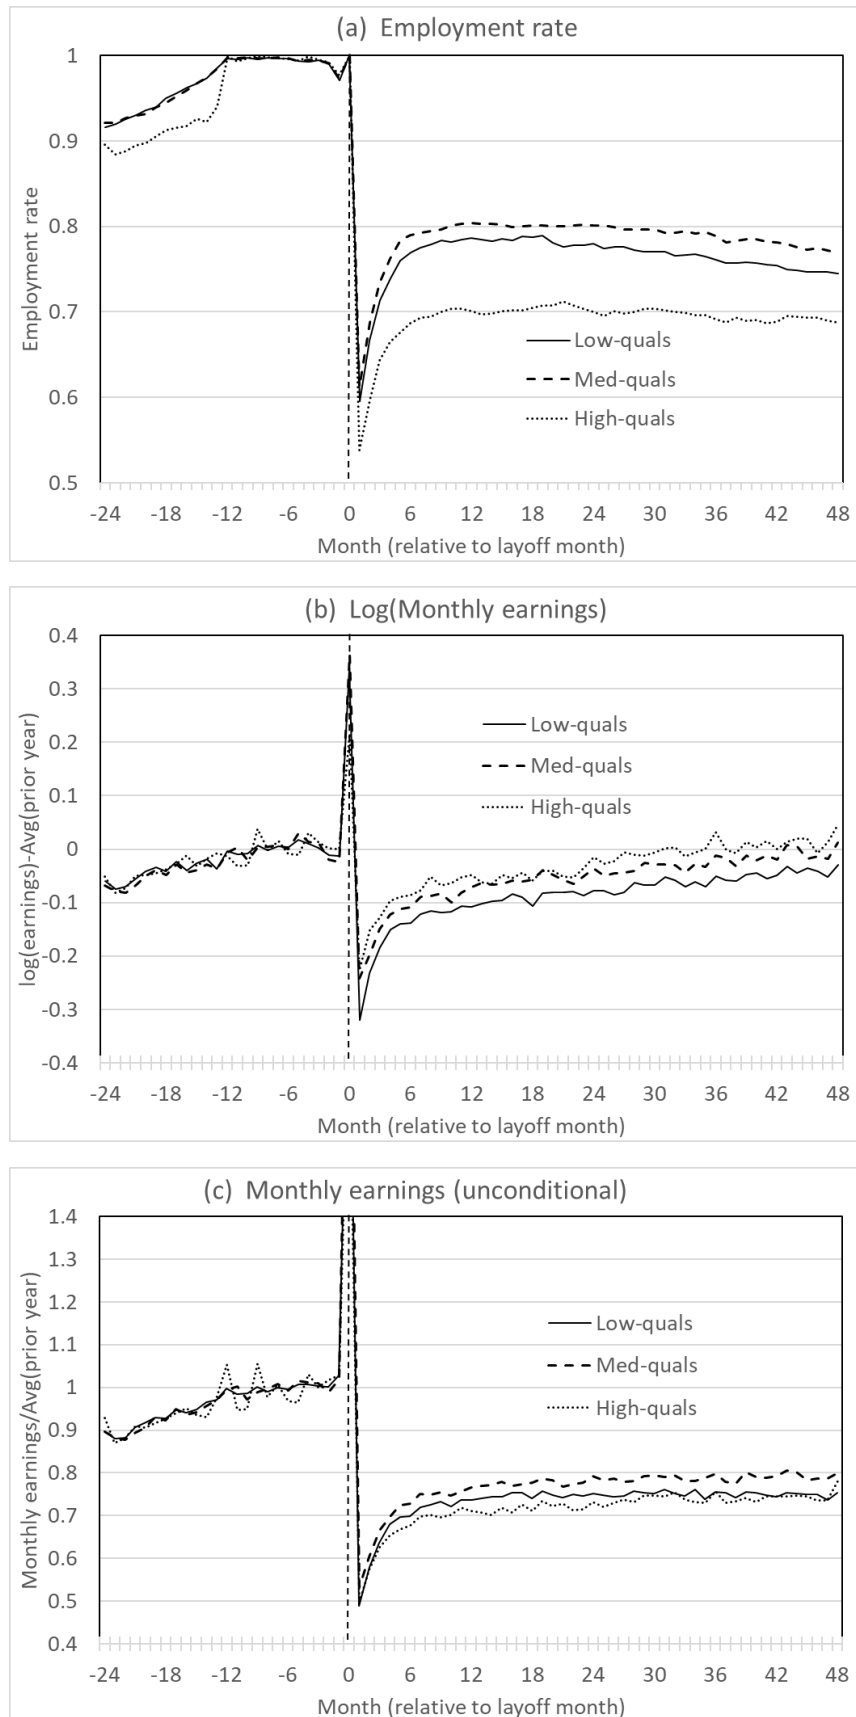 (a) Employment rate
Employment rate
1
0.9
0.8
0.7
0.6
0.5
Low-quals
Med-quals
High-quals
-24 -18 -12 -6 0 6 12 18 24 30 36 42 48
Month (relative to layoff month)
(b) Log(Monthly earnings)
log(earnings)-Avg(prior year)
0.4
0.3
0.2
0.1
0
-0.1
-0.2
-0.3
-0.4
Low-quals
Med-quals
High-quals
-24 -18 -12 -6 0 6 12 18 24 30 36 42 48
Month (relative to layoff month)
(c) Monthly earnings (unconditional)
Monthly earnings/Avg(prior year)
1.4
1.3
1.2
1.1
1
0.9
0.8
0.7
0.6
0.5
0.4
Low-quals
Med-quals
High-quals
-24 -18 -12 -6 0 6 12 18 24 30 36 42 48
Month (relative to layoff month)